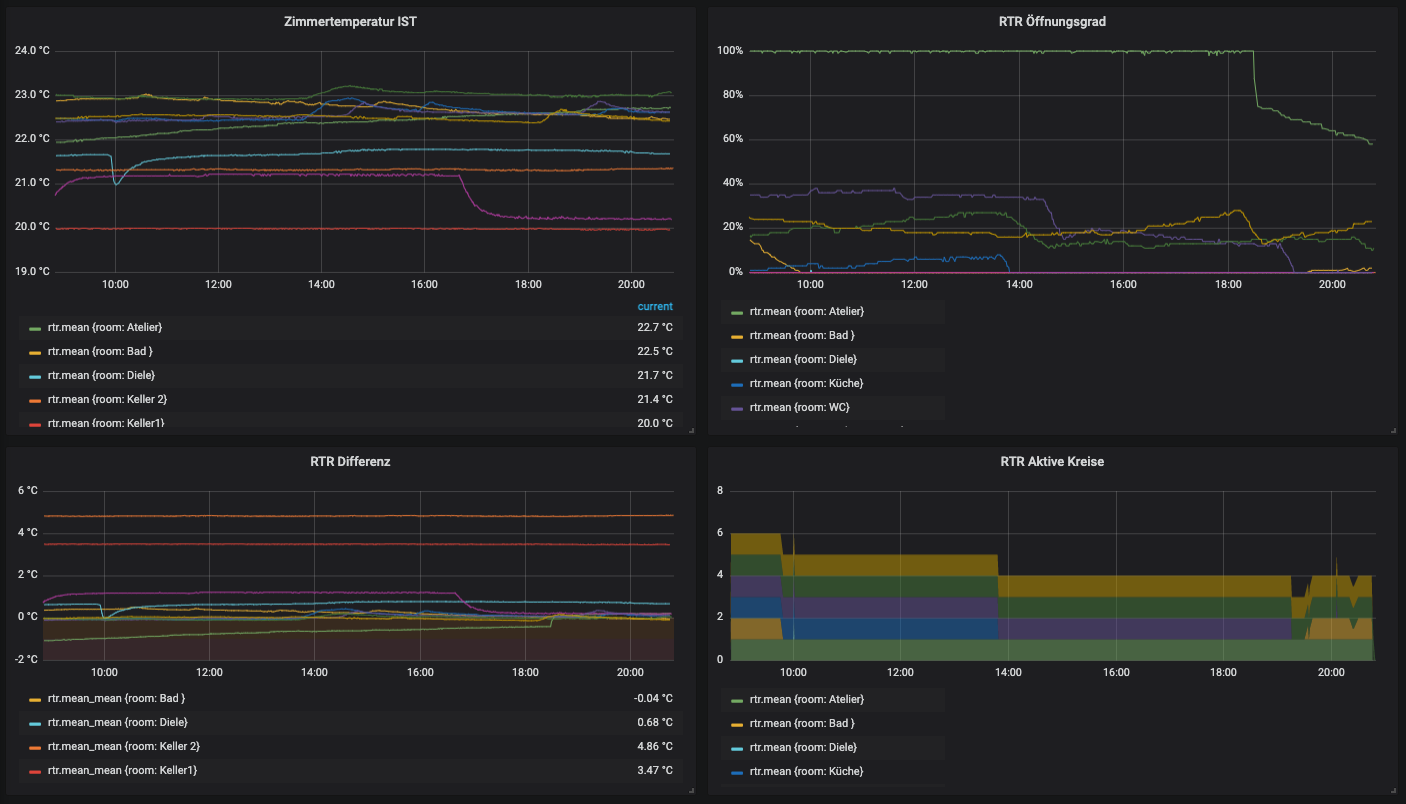 Zimmertemperatur IST
24.0 °C
23.0 °C
22.0 °C
21.0 °C
20.0 °C
19.0 °C
10:00 12:00 14:00 16:00 18:00 20:00
current
rtr.mean {room: Atelier} 22.7 °C
rtr.mean {room: Bad } 22.5 °C
rtr.mean {room: Diele} 21.7 °C
rtr.mean {room: Keller 2} 21.4 °C
rtr.mean {room: Keller1} 20.0 °C
RTR Öffnungsgrad
100%
80%
60%
40%
20%
0%
10:00 12:00 14:00 16:00 18:00 20:00
rtr.mean {room: Atelier}
rtr.mean {room: Bad }
rtr.mean {room: Diele}
rtr.mean {room: Küche}
rtr.mean {room: WC}
RTR Differenz
6 °C
4 °C
2 °C
0 °C
-2 °C
10:00 12:00 14:00 16:00 18:00 20:00
rtr.mean_mean {room: Bad } -0.04 °C
rtr.mean_mean {room: Diele} 0.68 °C
rtr.mean_mean {room: Keller 2} 4.86 °C
rtr.mean_mean {room: Keller1} 3.47 °C
RTR Aktive Kreise
8
6
4
2
0
10:00 12:00 14:00 16:00 18:00 20:00
rtr.mean {room: Atelier}
rtr.mean {room: Bad }
rtr.mean {room: Diele}
rtr.mean {room: Küche}